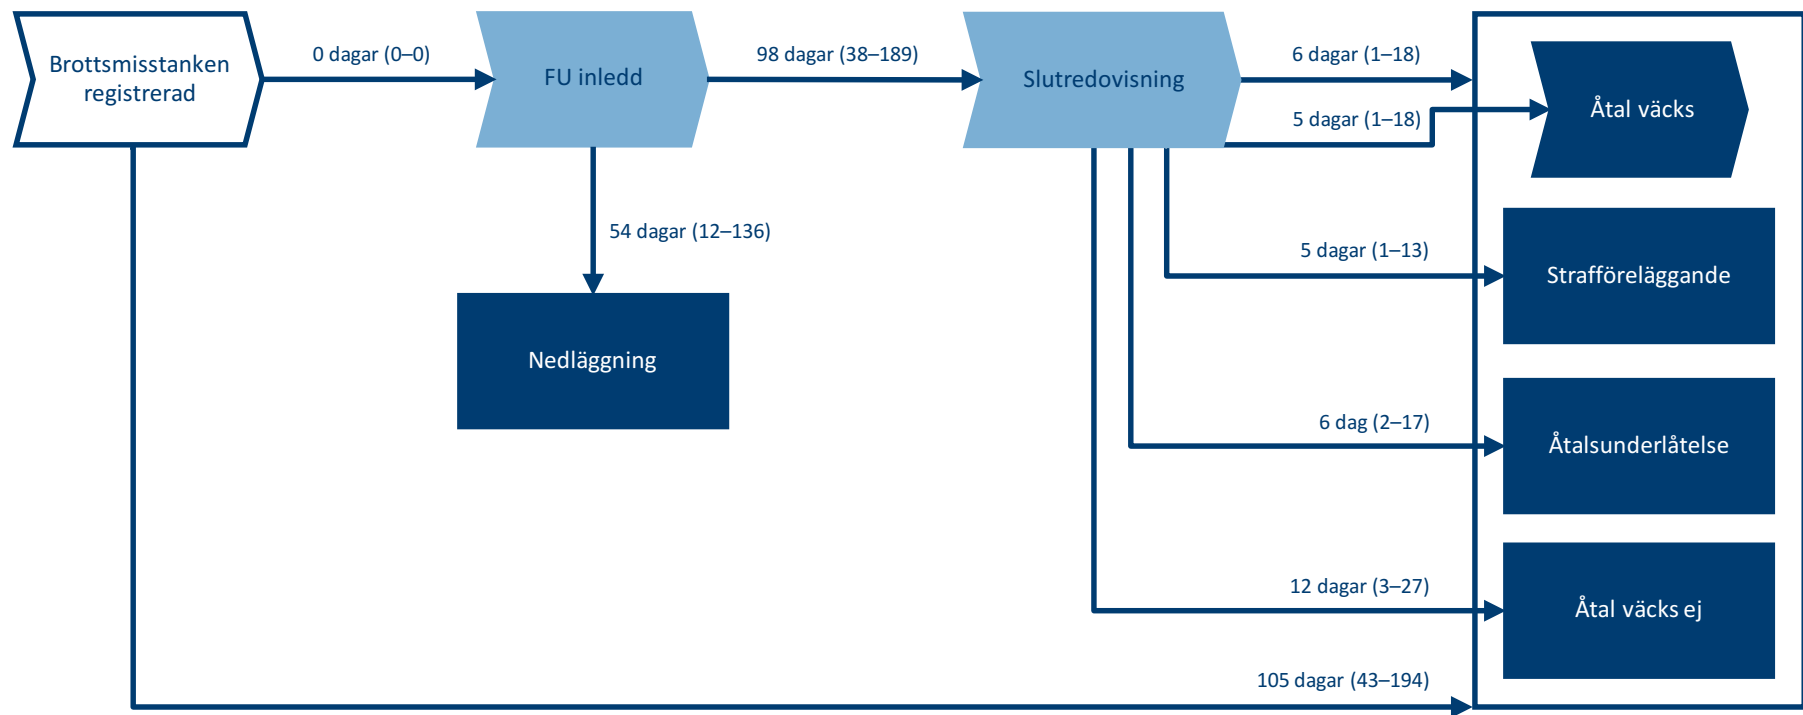 Brottsmisstanken
registrerad
0 dagar (0–0)
FU inledd
98 dagar (38–189)
Slutredovisning
6 dagar (1–18)
5 dagar (1–18)
Åtal väcks
54 dagar (12–136)
Nedläggning
5 dagar (1–13)
Strafföreläggande
6 dag (2–17)
Åtalsunderlåtelse
12 dagar (3–27)
Åtal väcks ej
105 dagar (43–194)